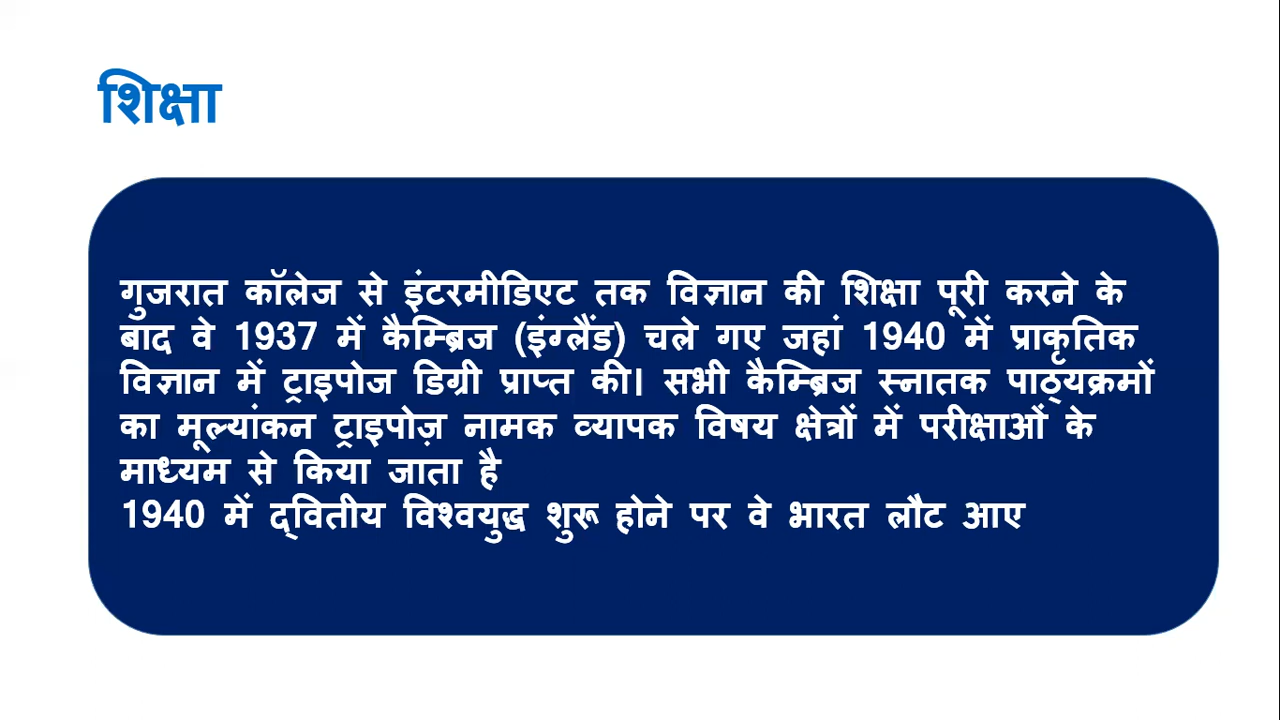 शिक्षा
गुजरात कॉलेज से इंटरमीडिएट तक विज्ञान की शिक्षा पूरी करने के
बाद वे 1937 में कैम्ब्रिज (इंग्लैंड) चले गए जहां 1940 में प्राकृतिक
विज्ञान में ट्राइपोज डिग्री प्राप्त की। सभी कैम्ब्रिज स्नातक पाठ्यक्रमों
का मूल्यांकन ट्राइपोज़ नामक व्यापक विषय क्षेत्रों में परीक्षाओं के
माध्यम से किया जाता है
1940 में द्वितीय विश्वयुद्ध शुरू होने पर वे भारत लौट आए